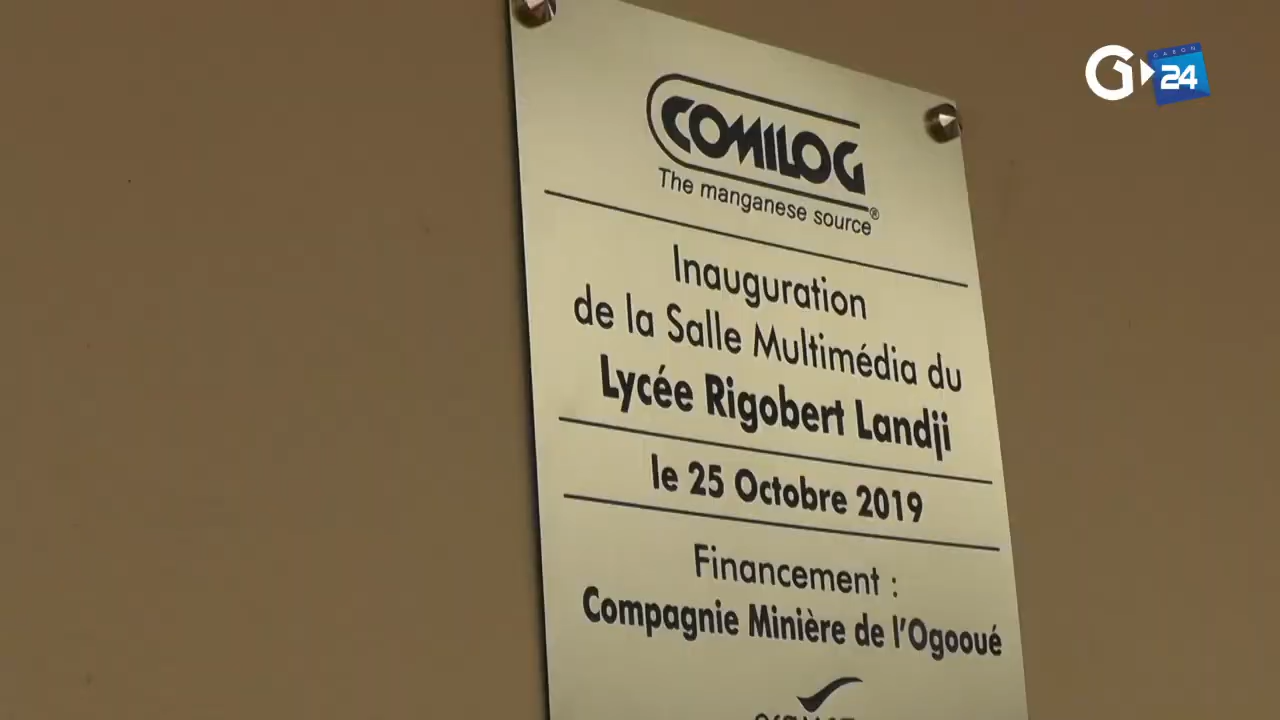 GABON
24
COMILOG
The manganese source®
Inauguration
de la Salle Multimédia du
Lycée Rigobert Landji
le 25 Octobre 2019
Financement :
Compagnie Minière de l'Ogooué